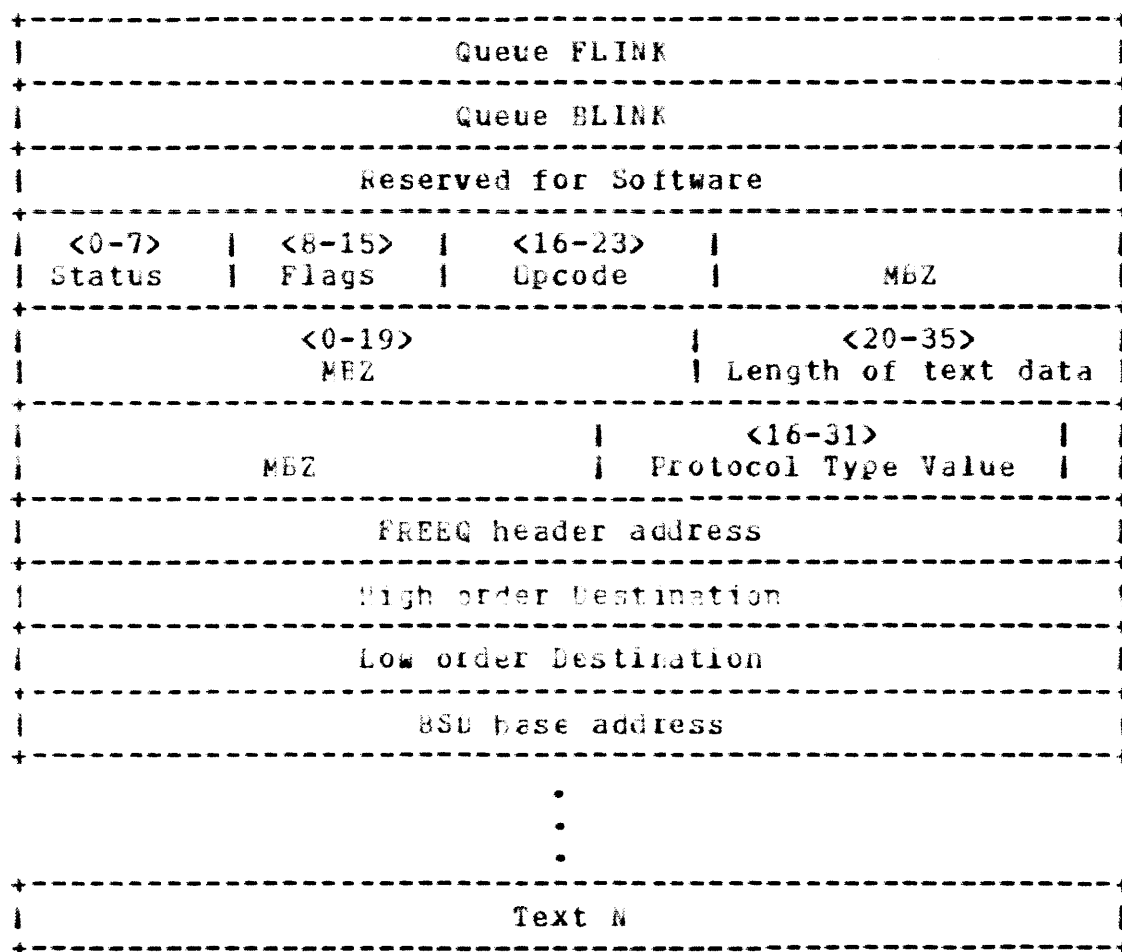 Queue FLINK
Queue BLINK
Reserved for Software
<0-7> | <8-15> | <16-23> |
Status | Flags | Opcode | MBZ
<0-19> | <20-35>
MBZ | Length of text data
| <16-31> |
MBZ | Protocol Type Value |
FREEQ header address
High order Destination
Low order Destination
BSD base address
.
.
.
Text N